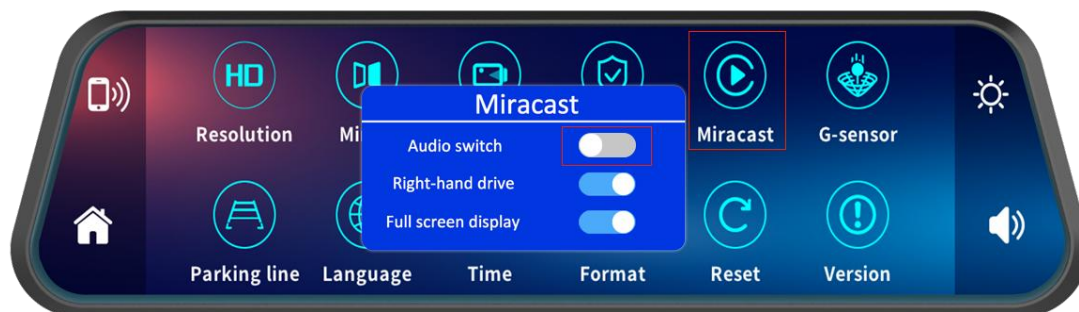 HD
Resolution
Mi
Miracast
G-sensor
Miracast
Audio switch
Right-hand drive
Full screen display
Parking line
Language
Time
Format
Reset
Version